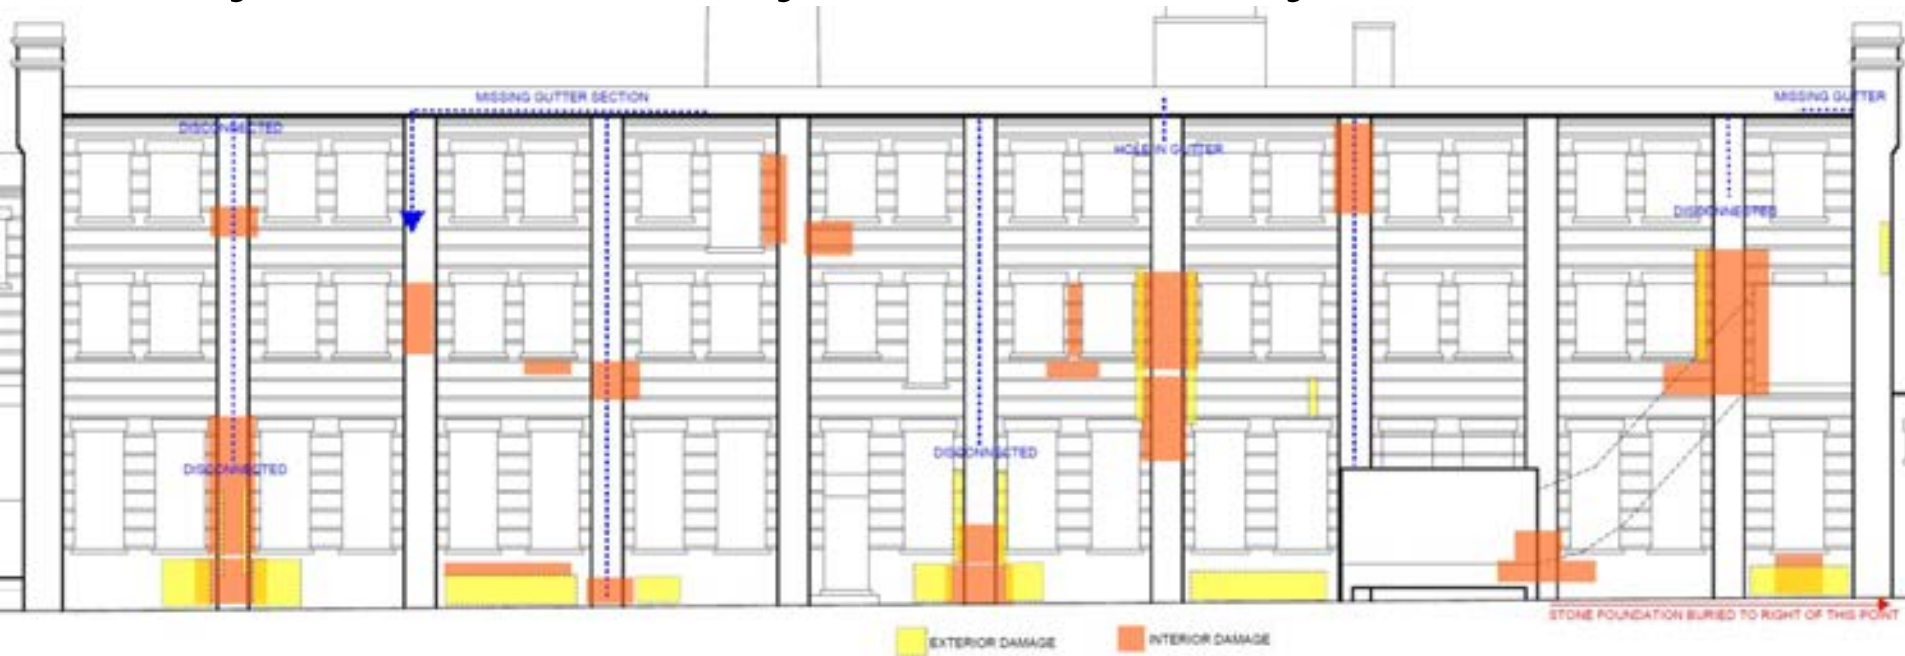 MISSING GUTTER SECTION
MISSING GUTTER
DISCONNECTED
HOLE IN GUTTER
DISCONNECTED
DISCONNECTED
DISCONNECTED
STONE FOUNDATION BURIED TO RIGHT OF THIS POINT
EXTERIOR DAMAGE
INTERIOR DAMAGE